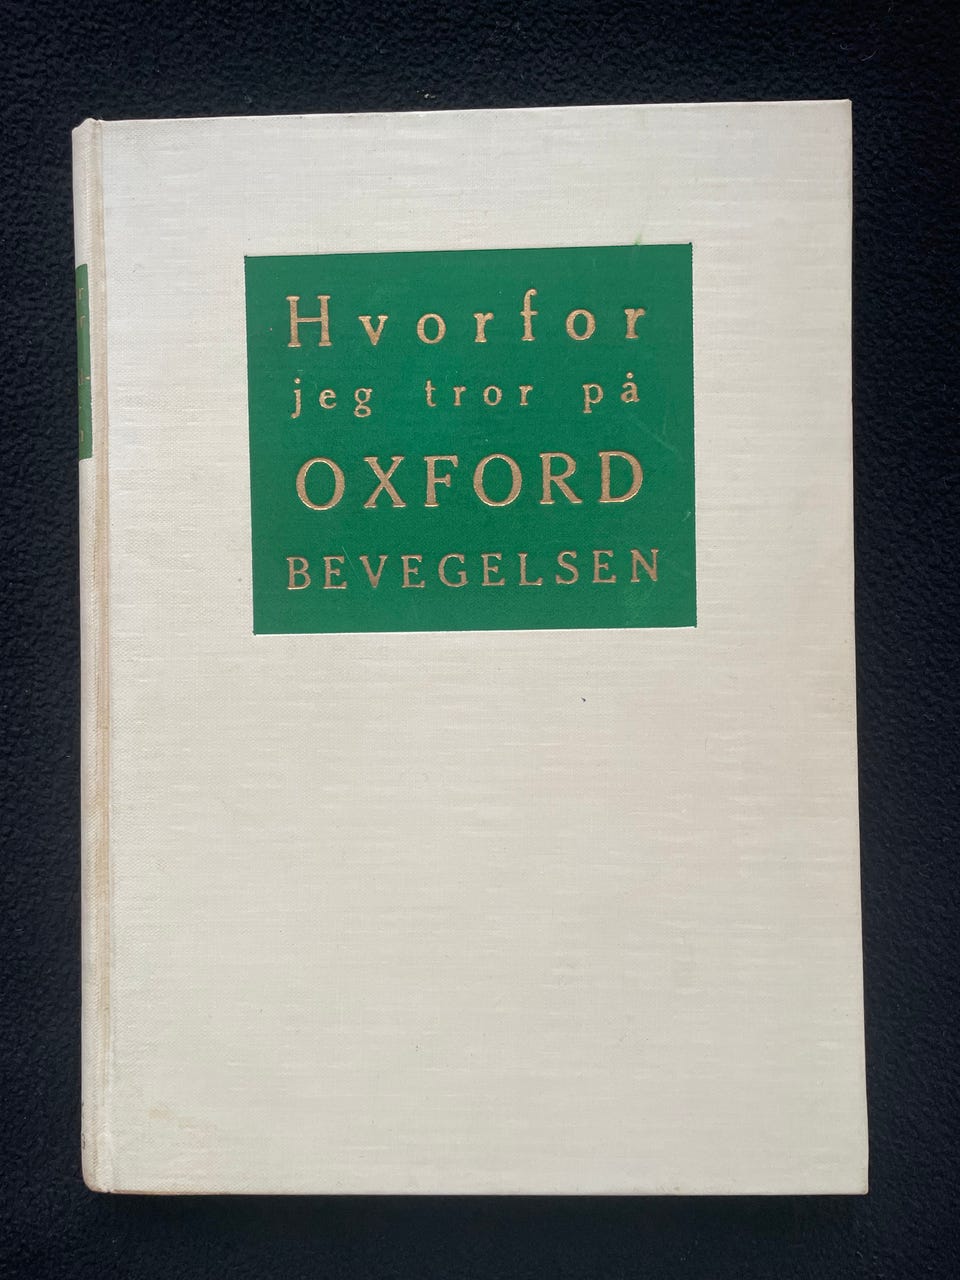 Hvorfor
jeg tror på
OXFORD
BEVEGELSEN